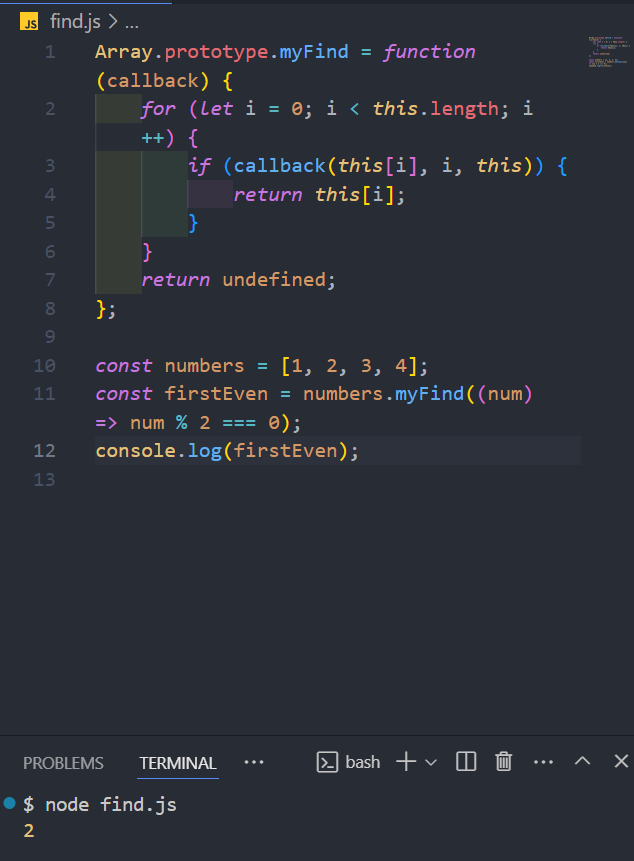 JS find.js > ...
1 Array.prototype.myFind = function
(callback) {
2 for (let i = 0; i < this.length; i
++) {
3 if (callback(this[i], i, this)) {
4 return this[i];
5 }
6 }
7 return undefined;
8 };
9
10 const numbers = [1, 2, 3, 4];
11 const firstEven = numbers.myFind((num)
=> num % 2 === 0);
12 console.log(firstEven);
13
PROBLEMS TERMINAL ... bash
$ node find.js
2